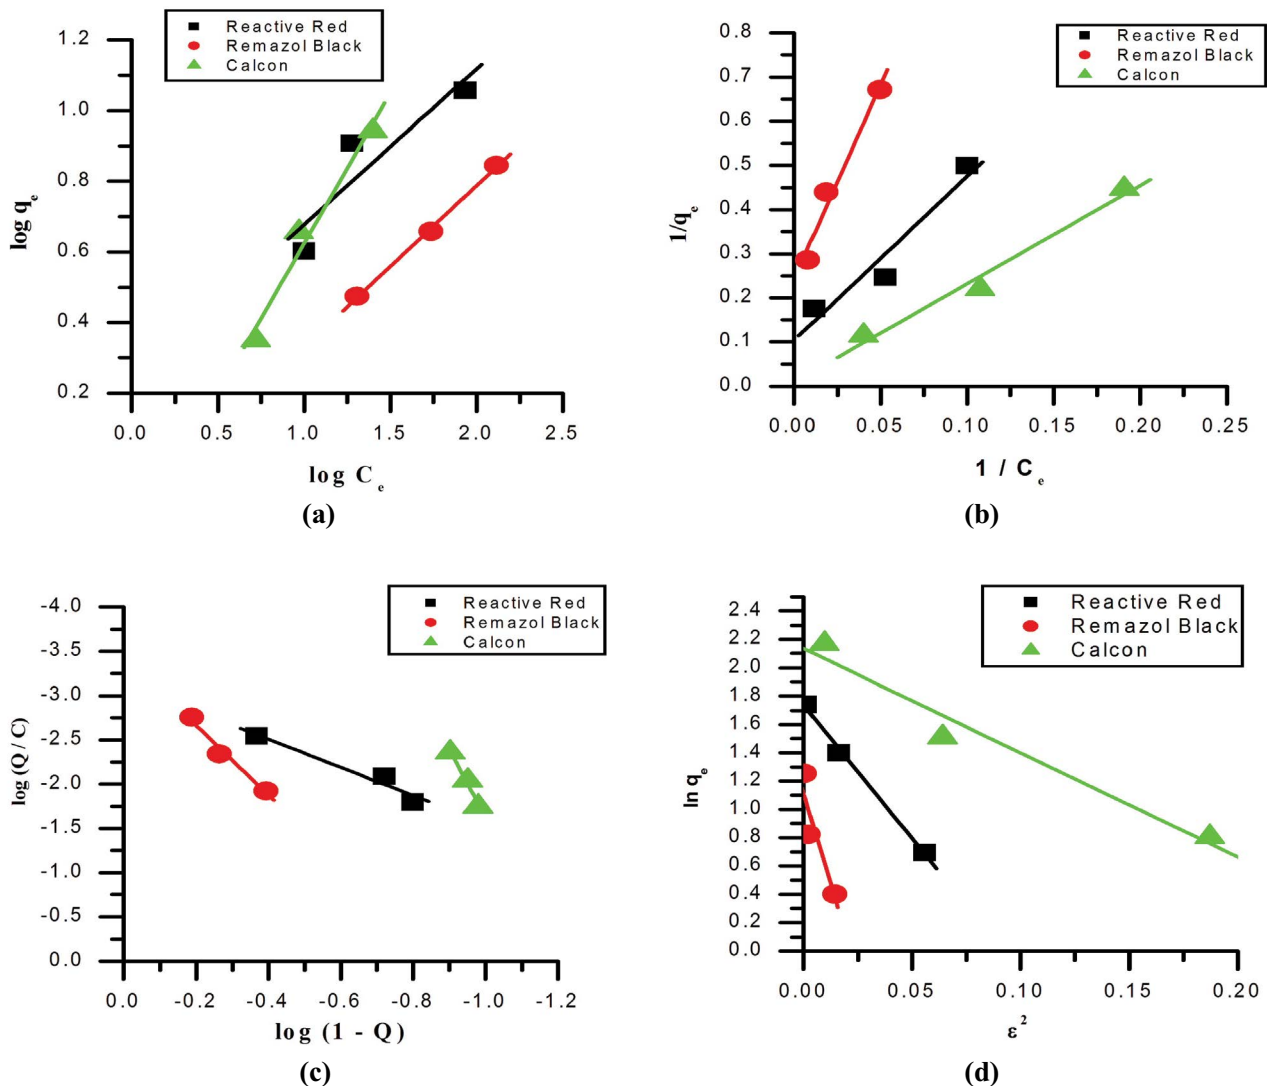 Reactive Red
Remazol Black
Calcon
1.2
1.0
0.8
0.6
0.4
0.2
log qe
0.0 0.5 1.0 1.5 2.0 2.5
log Ce
(a)
Reactive Red
Remazol Black
Calcon
0.8
0.7
0.6
0.5
0.4
0.3
0.2
0.1
0.0
1/qe
0.00 0.05 0.10 0.15 0.20 0.25
1 / Ce
(b)
Reactive Red
Remazol Black
Calcon
-4.0
-3.5
-3.0
-2.5
-2.0
-1.5
-1.0
-0.5
0.0
log (Q / C)
0.0 -0.2 -0.4 -0.6 -0.8 -1.0 -1.2
log (1 - Q)
(c)
Reactive Red
Remazol Black
Calcon
2.4
2.2
2.0
1.8
1.6
1.4
1.2
1.0
0.8
0.6
0.4
0.2
0.0
ln qe
0.00 0.05 0.10 0.15 0.20
ε²
(d)